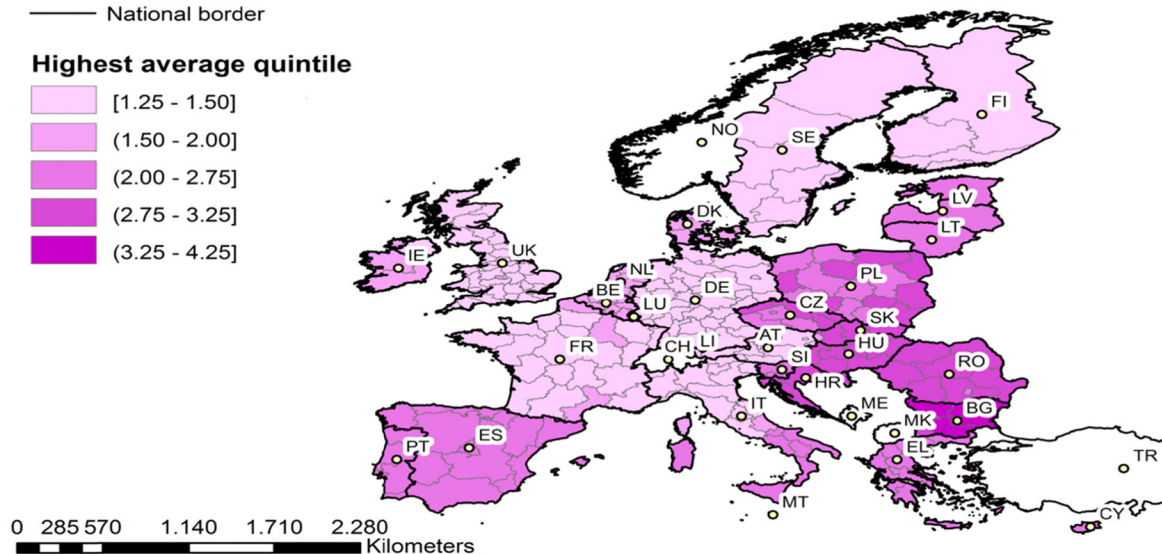 National border
Highest average quintile
[1.25 - 1.50]
(1.50 - 2.00]
(2.00 - 2.75]
(2.75 - 3.25]
(3.25 - 4.25]
FI
NO
SE
LV
LT
DK
IE
UK
NL
BE
LU
DE
PL
CZ
SK
FR
CH
LI
AT
HU
SI
HR
RO
IT
ME
MK
BG
PT
ES
EL
TR
MT
CY
0 285 570 1.140 1.710 2.280
Kilometers